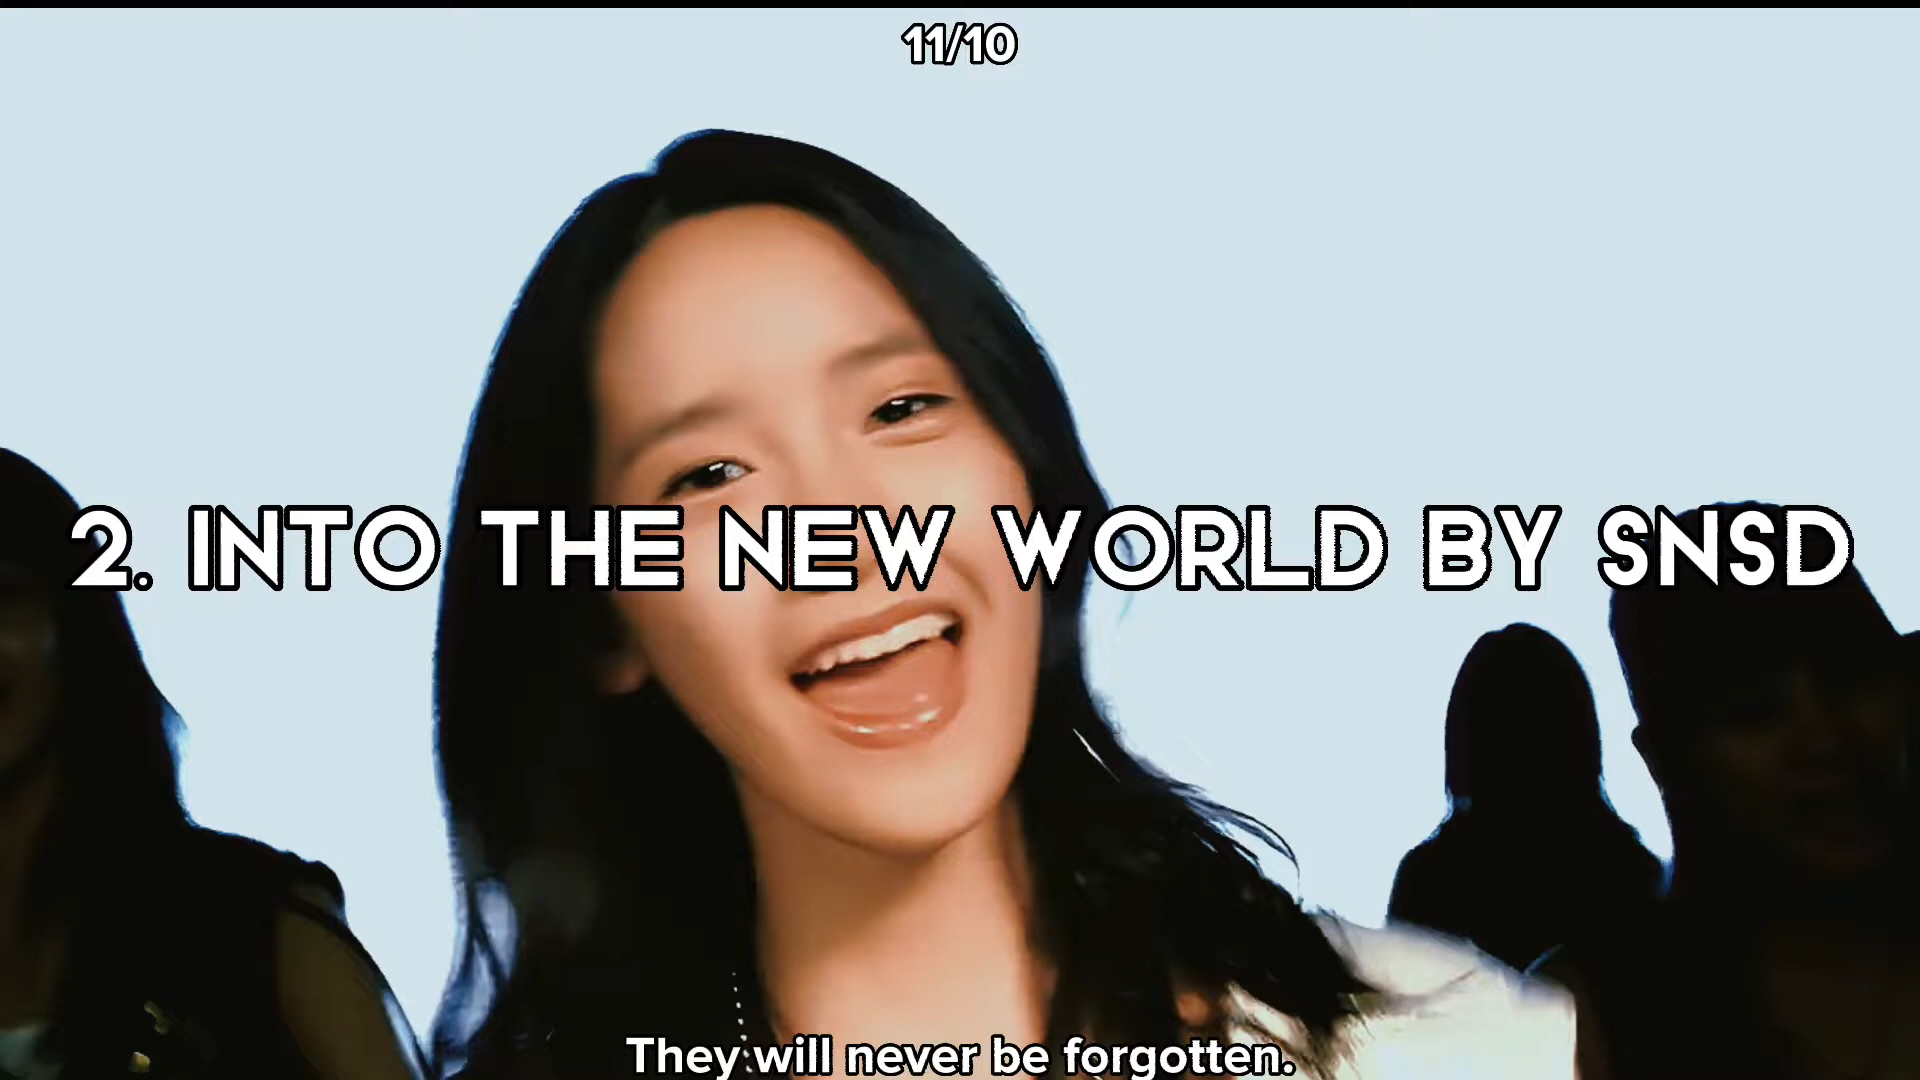 11/10
2. INTO THE NEW WORLD BY SNSD
They will never be forgotten.